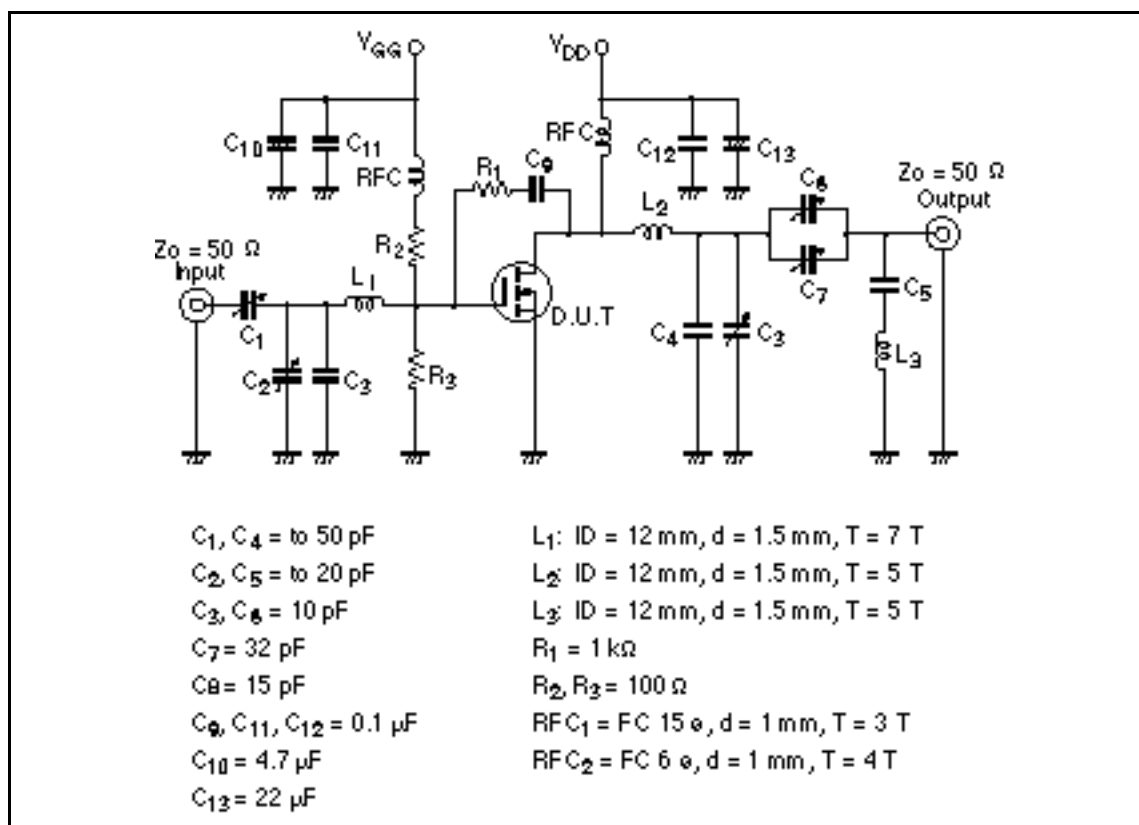 VGG
VDD
C10
C11
RFC
R1
C9
RFC2
C12
C13
C6
Zo = 50 Ω
Output
L2
R2
Zo = 50 Ω
Input
L1
C7
C5
D.U.T
C1
C4
C3
C2
C3
R3
L3
C1, C4 = to 50 pF
C2, C5 = to 20 pF
C3, C6 = 10 pF
C7 = 32 pF
C8 = 15 pF
C9, C11, C12 = 0.1 μF
C10 = 4.7 μF
C13 = 22 μF
L1: ID = 12 mm, d = 1.5 mm, T = 7 T
L2: ID = 12 mm, d = 1.5 mm, T = 5 T
L3: ID = 12 mm, d = 1.5 mm, T = 5 T
R1 = 1 kΩ
R2, R3 = 100 Ω
RFC1 = FC 15 ø, d = 1 mm, T = 3 T
RFC2 = FC 6 ø, d = 1 mm, T = 4 T